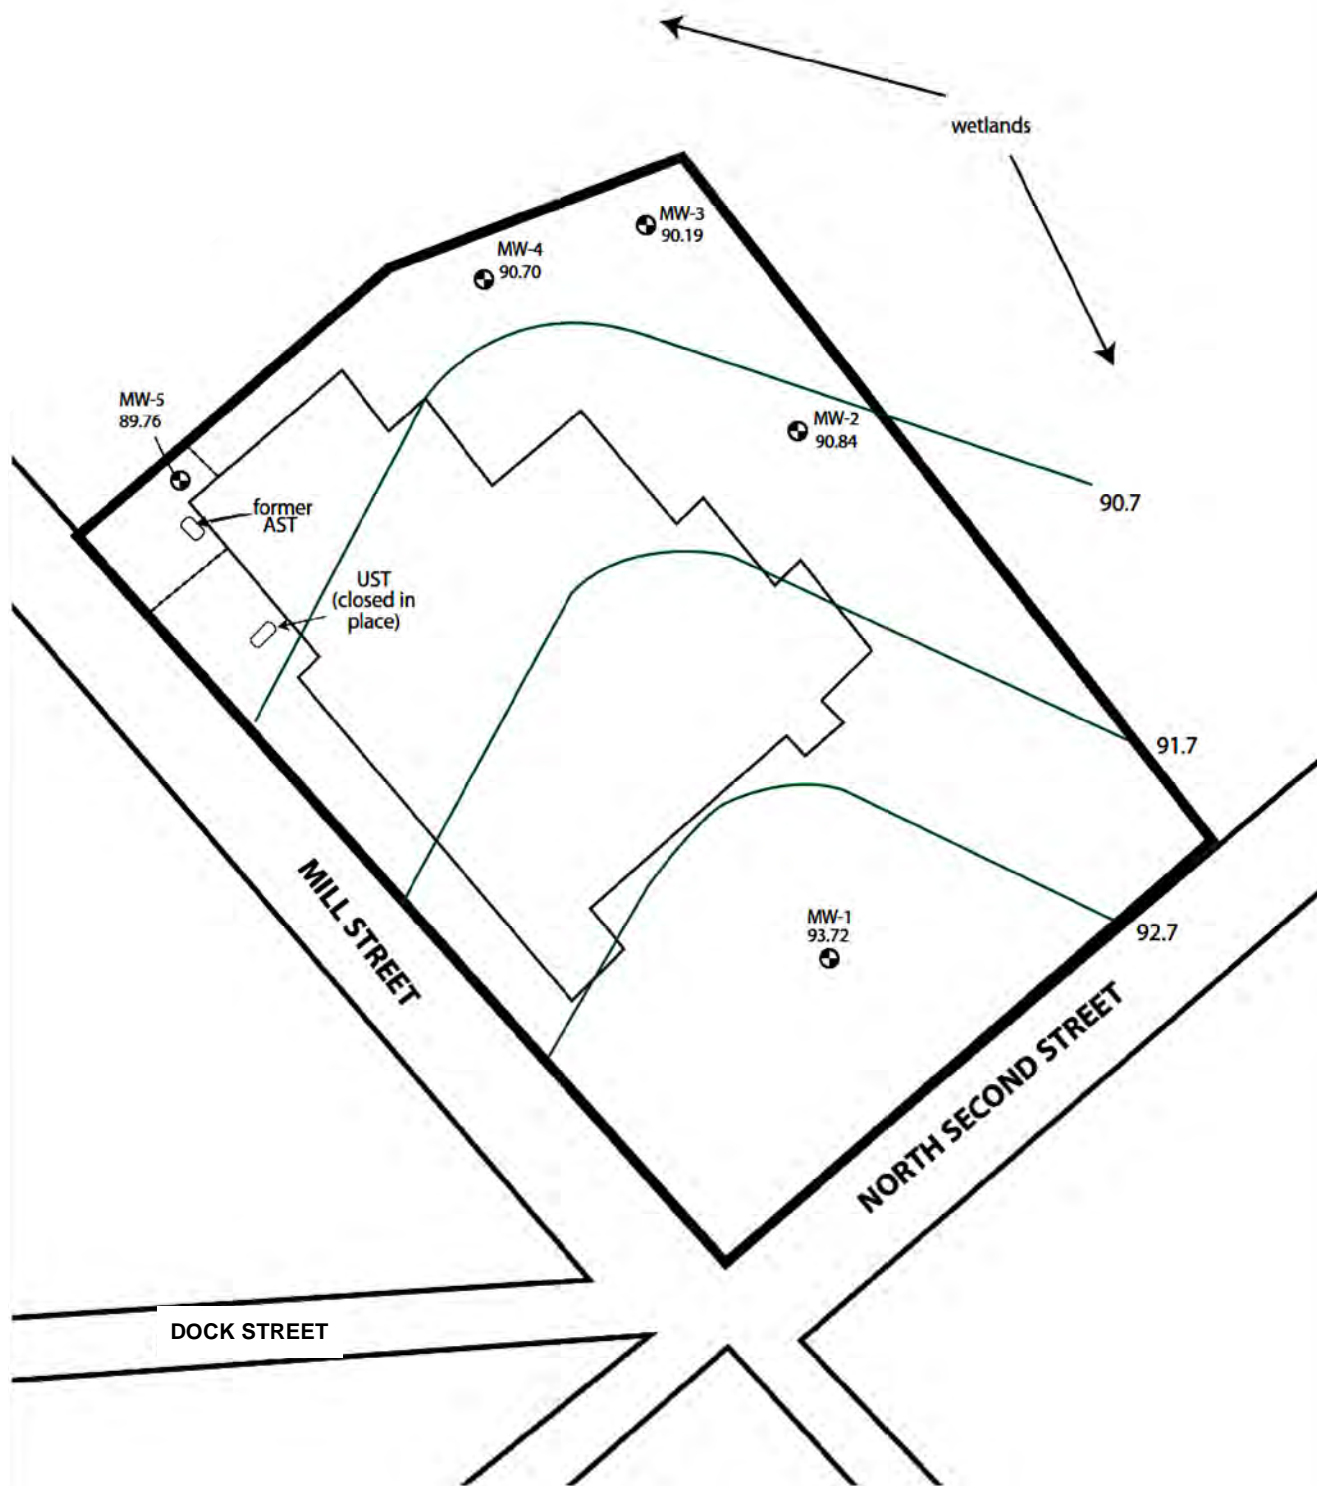 wetlands
MW-3
90.19
MW-4
90.70
MW-5
89.76
MW-2
90.84
90.7
former
AST
UST
(closed in
place)
91.7
MILL STREET
MW-1
93.72
92.7
NORTH SECOND STREET
DOCK STREET